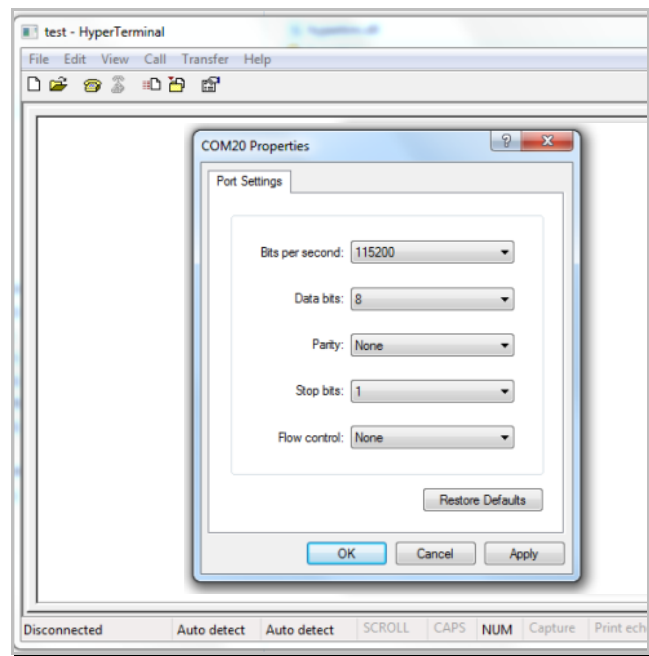 test - HyperTerminal
File Edit View Call Transfer Help
COM20 Properties
?
X
Port Settings
Bits per second: 115200
Data bits: 8
Parity: None
Stop bits: 1
Flow control: None
Restore Defaults
OK Cancel Apply
Disconnected Auto detect Auto detect SCROLL CAPS NUM Capture Print ech